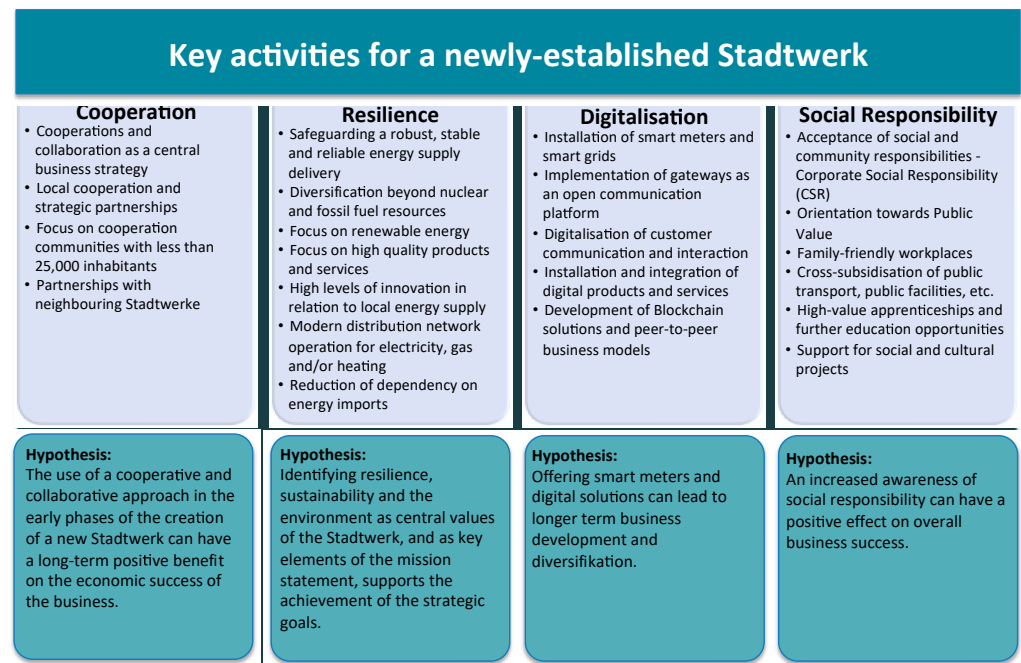 Key activities for a newly-established Stadtwerk
Cooperation
• Cooperations and
collaboration as a central
business strategy
• Local cooperation and
strategic partnerships
• Focus on cooperation
communities with less than
25,000 inhabitants
• Partnerships with
neighbouring Stadtwerke
Resilience
• Safeguarding a robust, stable
and reliable energy supply
delivery
• Diversification beyond nuclear
and fossil fuel resources
• Focus on renewable energy
• Focus on high quality products
and services
• High levels of innovation in
relation to local energy supply
• Modern distribution network
operation for electricity, gas
and/or heating
• Reduction of dependency on
energy imports
Digitalisation
• Installation of smart meters and
smart grids
• Implementation of gateways as
an open communication
platform
• Digitalisation of customer
communication and interaction
• Installation and integration of
digital products and services
• Development of Blockchain
solutions and peer-to-peer
business models
Social Responsibility
• Acceptance of social and
community responsibilities -
Corporate Social Responsibility
(CSR)
• Orientation towards Public
Value
• Family-friendly workplaces
• Cross-subsidisation of public
transport, public facilities, etc.
• High-value apprenticeships and
further education opportunities
• Support for social and cultural
projects
Hypothesis:
The use of a cooperative and
collaborative approach in the
early phases of the creation
of a new Stadtwerk can have
a long-term positive benefit
on the economic success of
the business.
Hypothesis:
Identifying resilience,
sustainability and the
environment as central values
of the Stadtwerk, and as key
elements of the mission
statement, supports the
achievement of the strategic
goals.
Hypothesis:
Offering smart meters and
digital solutions can lead to
longer term business
development and
diversifikation.
Hypothesis:
An increased awareness of
social responsibility can have a
positive effect on overall
business success.